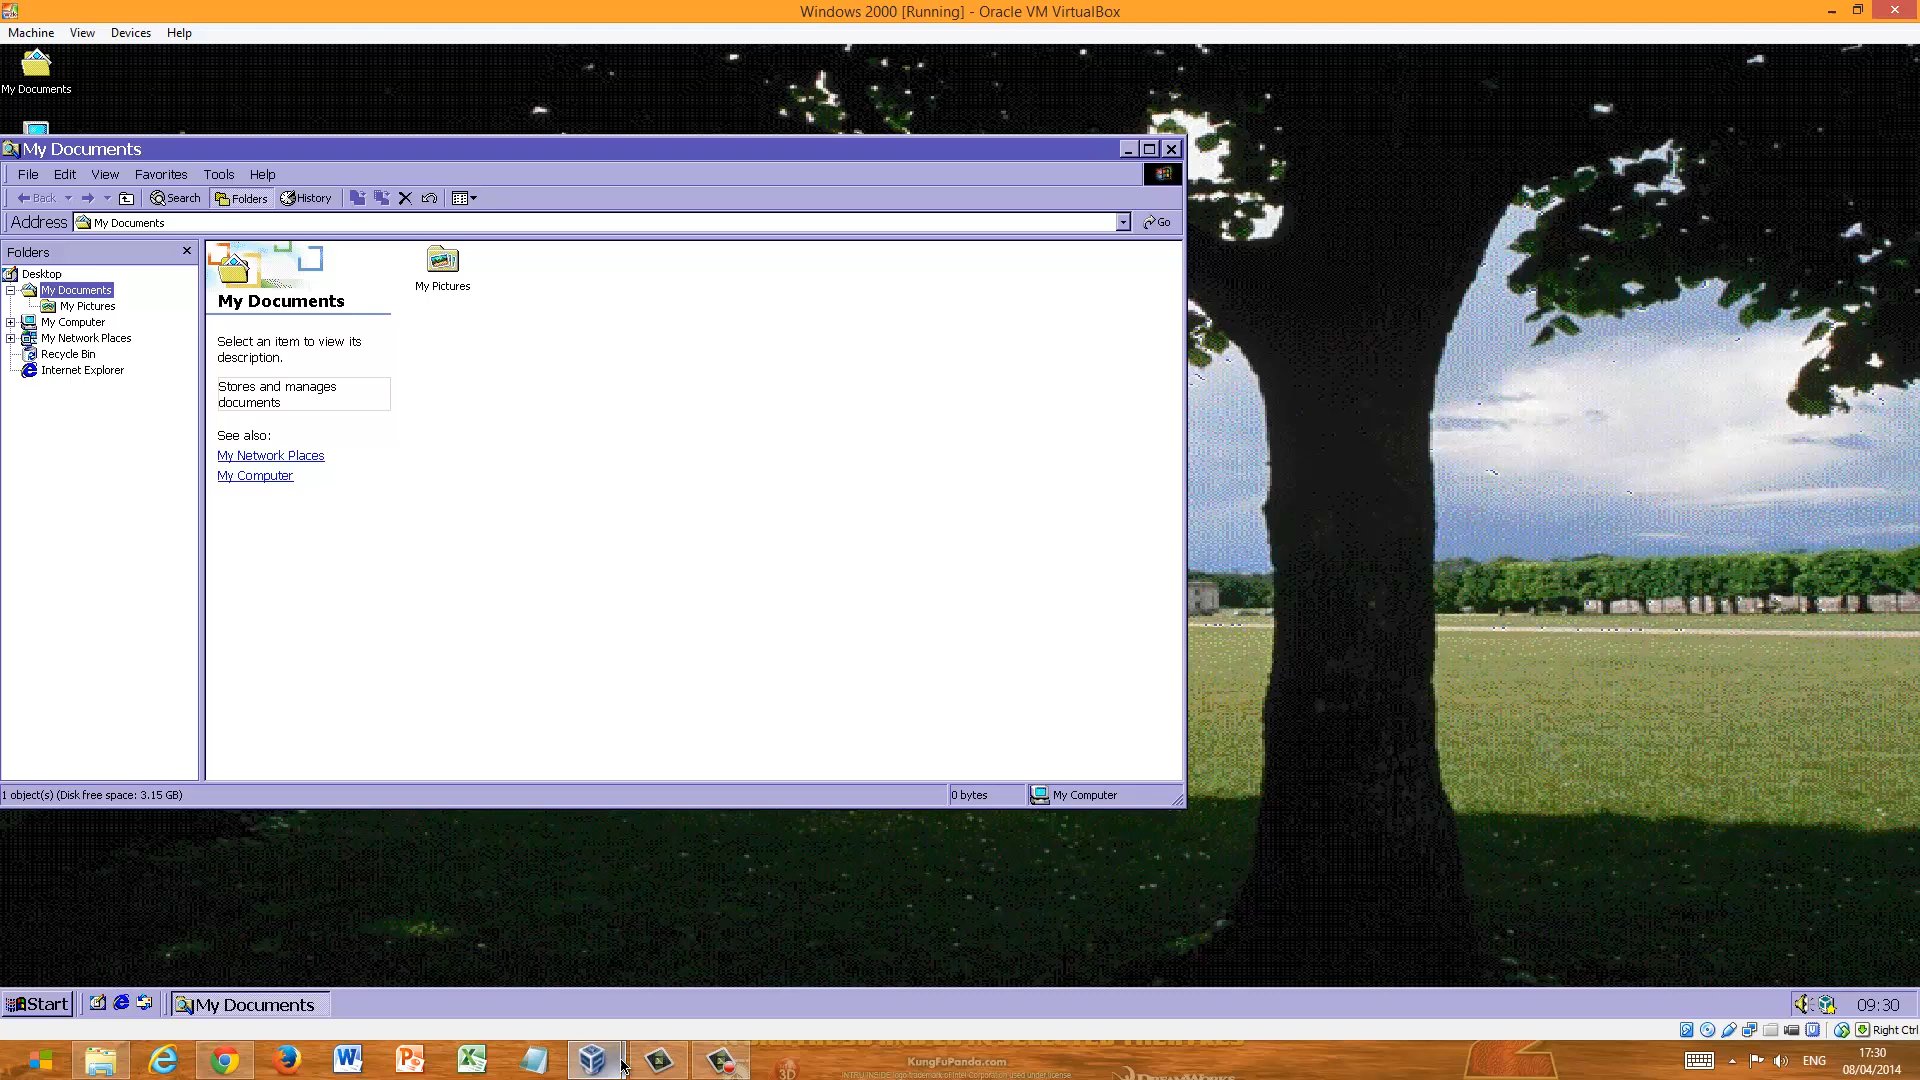 Windows 2000 [Running] - Oracle VM VirtualBox
Machine View Devices Help
My Documents
My Documents
File Edit View Favorites Tools Help
Back Search Folders History
Address My Documents Go
Folders
Desktop
My Documents
My Pictures
My Computer
My Network Places
Recycle Bin
Internet Explorer
My Documents
Select an item to view its
description.
Stores and manages
documents
See also:
My Network Places
My Computer
My Pictures
1 object(s) (Disk free space: 3.15 GB)
0 bytes
My Computer
Start My Documents 09:30
Right Ctrl
KungFuPanda.com
ENG
17:30
08/04/2014